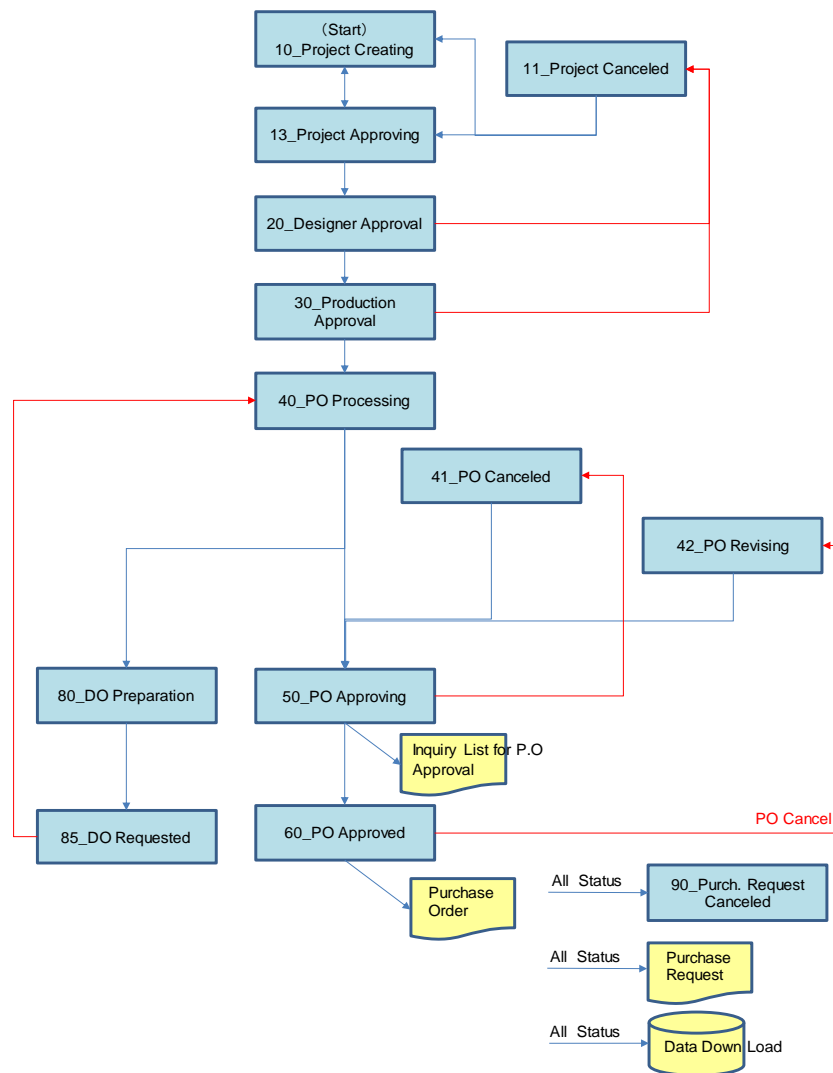 （Start）
10_Project Creating
11_Project Canceled
13_Project Approving
20_Designer Approval
30_Production
Approval
40_PO Processing
41_PO Canceled
42_PO Revising
80_DO Preparation
50_PO Approving
Inquiry List for P.O
Approval
85_DO Requested
60_PO Approved
PO Cancel
Purchase
Order
All Status
90_Purch. Request
Canceled
All Status
Purchase
Request
All Status
Data Down Load